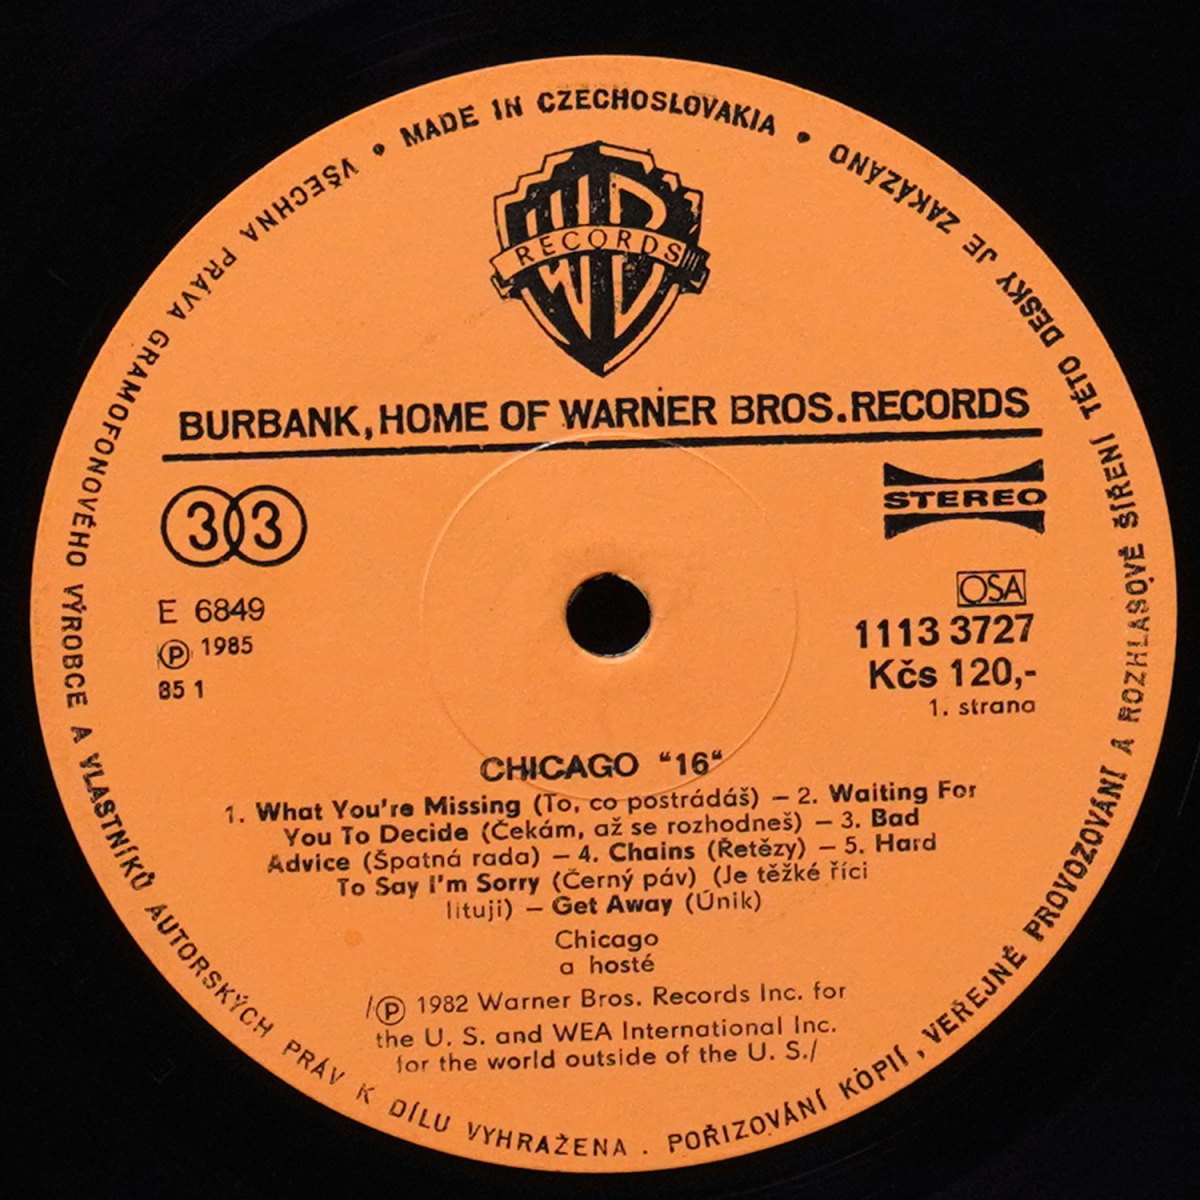 VŠECHNA PRÁVA GRAMOFONOVÉHO VÝROBCE A VLASTNÍKŮ AUTORSKÝCH PRÁV K DÍLU VYHRAŽENA . POŘIZOVÁNÍ KOPIÍ , VEŘEJNĚ PROVOZOVÁNÍ A ROZHLASOVÉ ŠÍŘENÍ TÉTO DESKY JE ZAKÁZÁNO
• MADE IN CZECHOSLOVAKIA •
WB
RECORDS
BURBANK, HOME OF WARNER BROS. RECORDS
33
STEREO
E 6849
Ⓟ 1985
85 1
OSA
1113 3727
Kčs 120,-
1. strana
CHICAGO “16“
1. What You're Missing (To, co postrádáš) – 2. Waiting For
You To Decide (Čekám, až se rozhodneš) – 3. Bad
Advice (Špatná rada) – 4. Chains (Řetězy) – 5. Hard
To Say I'm Sorry (Černý páv) (Je těžké říci
lituji) – Get Away (Únik)
Chicago
a hosté
/Ⓟ 1982 Warner Bros. Records Inc. for
the U. S. and WEA International Inc.
for the world outside of the U. S./